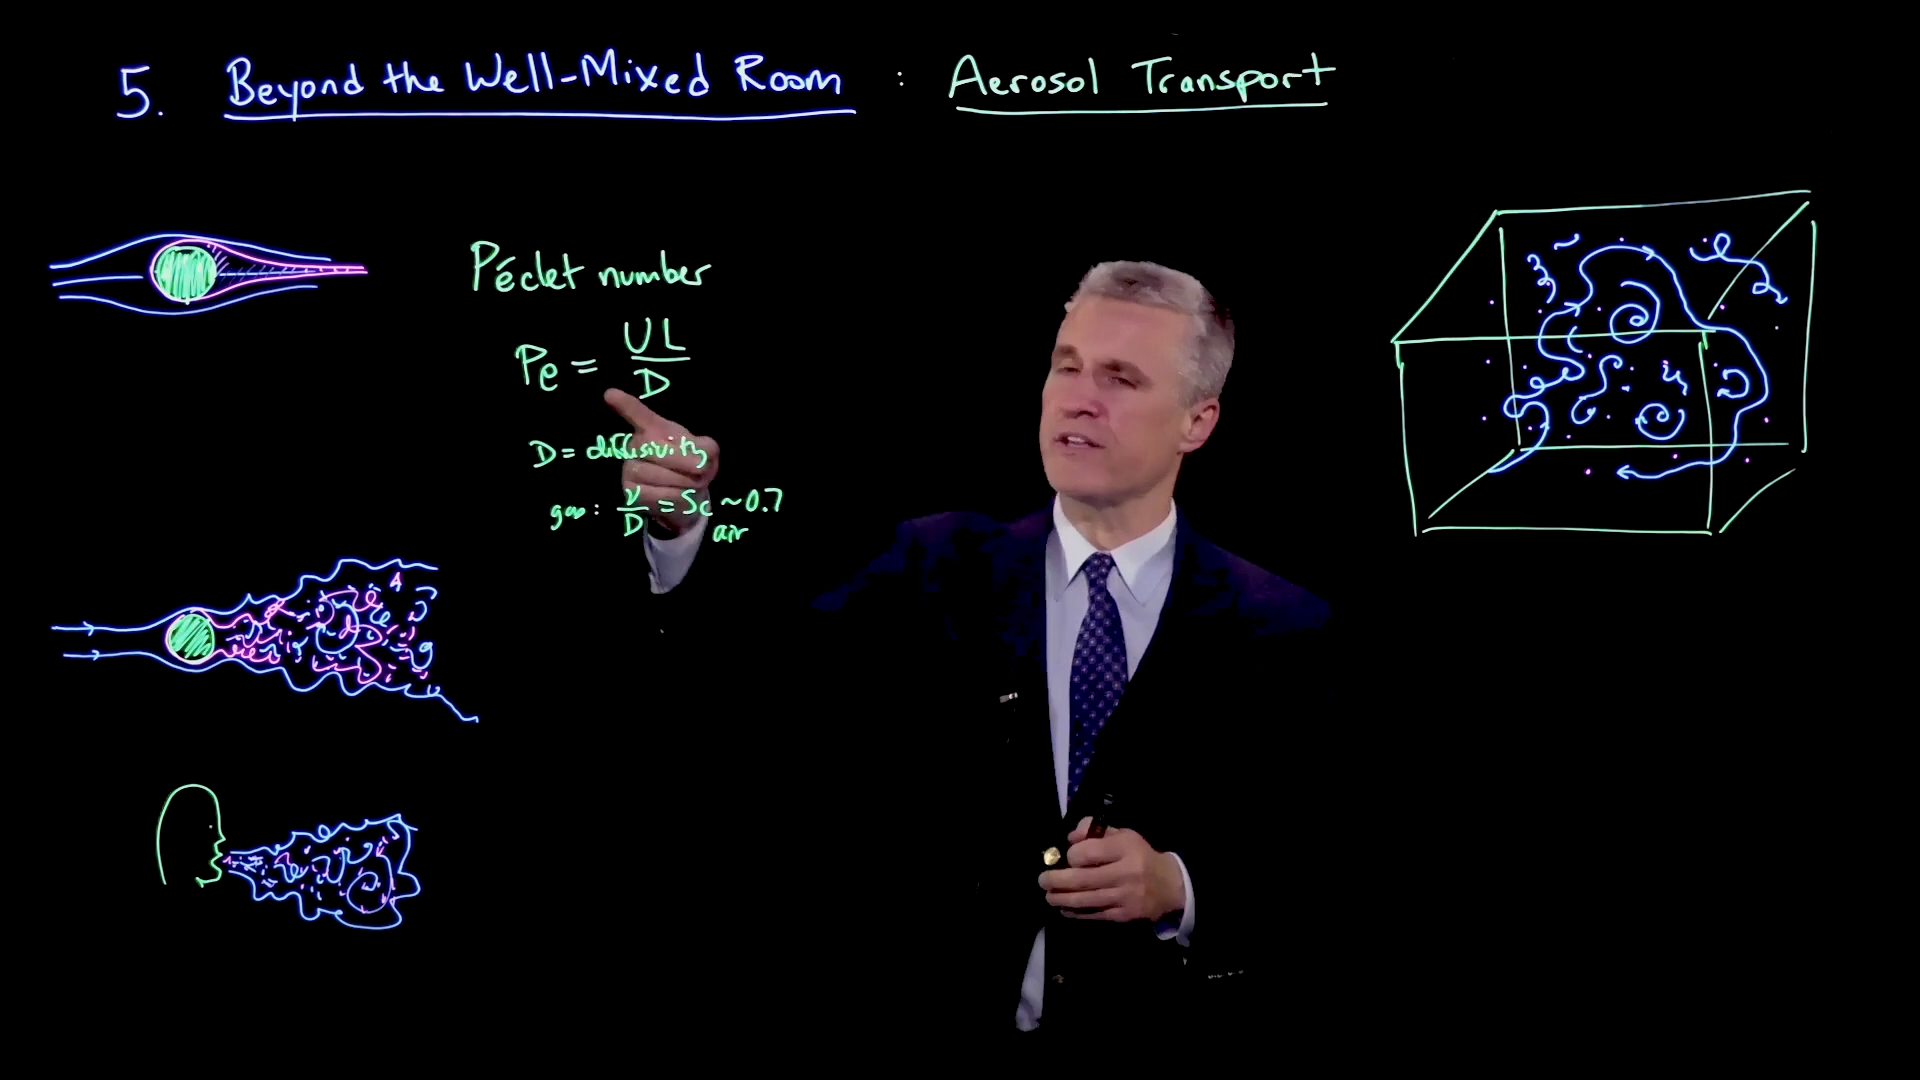 5. Beyond the Well-Mixed Room : Aerosol Transport
Péclet number
Pe = UL/D
D = diffusivity
gas : ν/D = Sc ~ 0.7
air